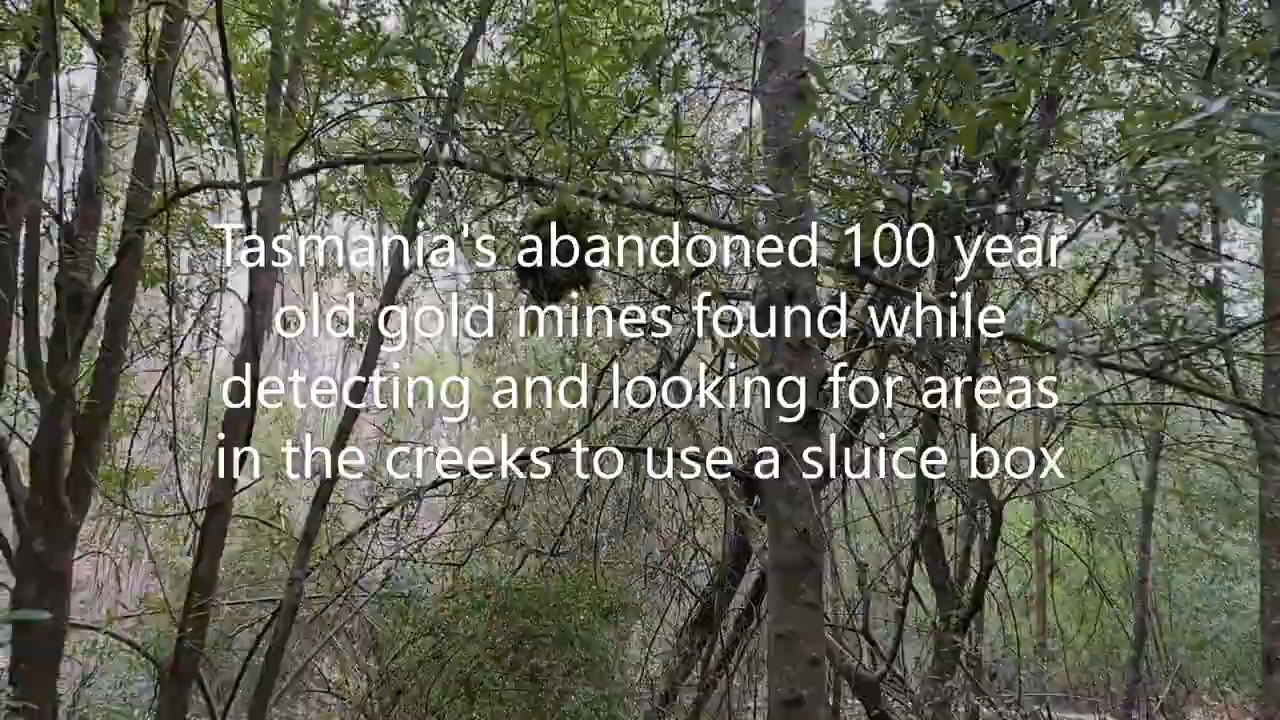 Tasmania's abandoned 100 year
old gold mines found while
detecting and looking for areas
in the creeks to use a sluice box